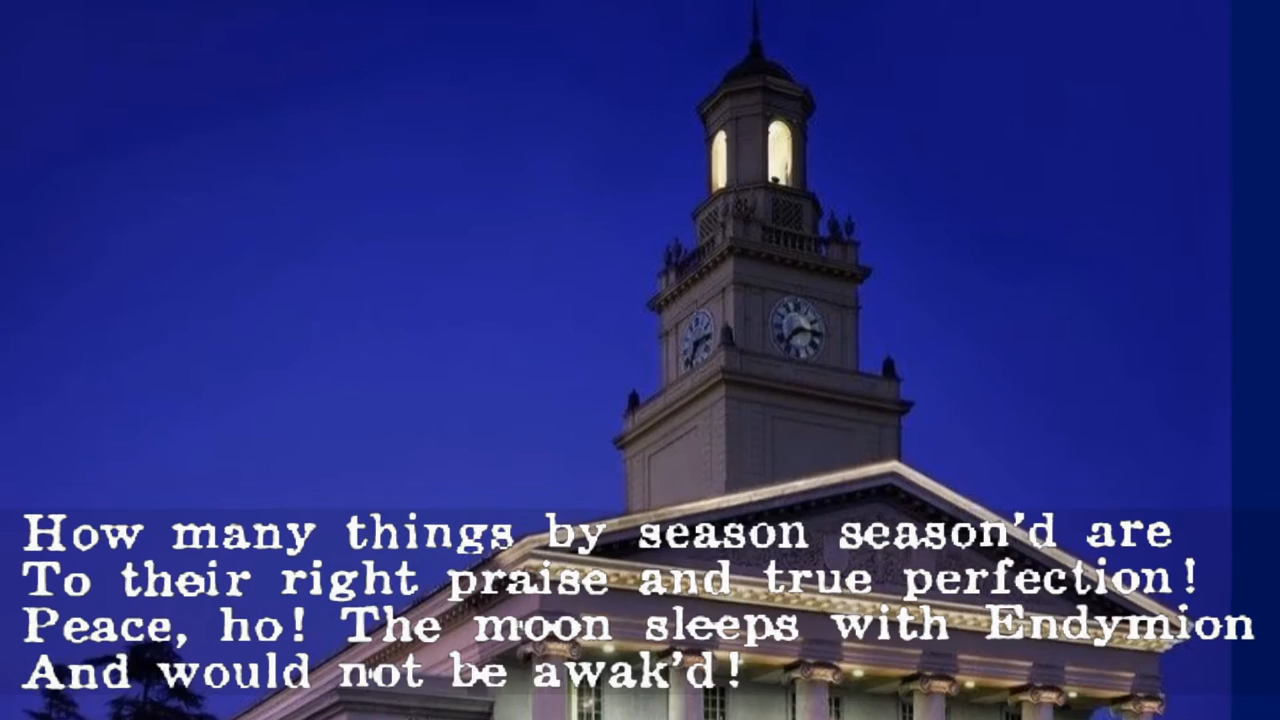 How many things by season season'd are
To their right praise and true perfection!
Peace, ho! The moon sleeps with Endymion
And would not be awak'd!